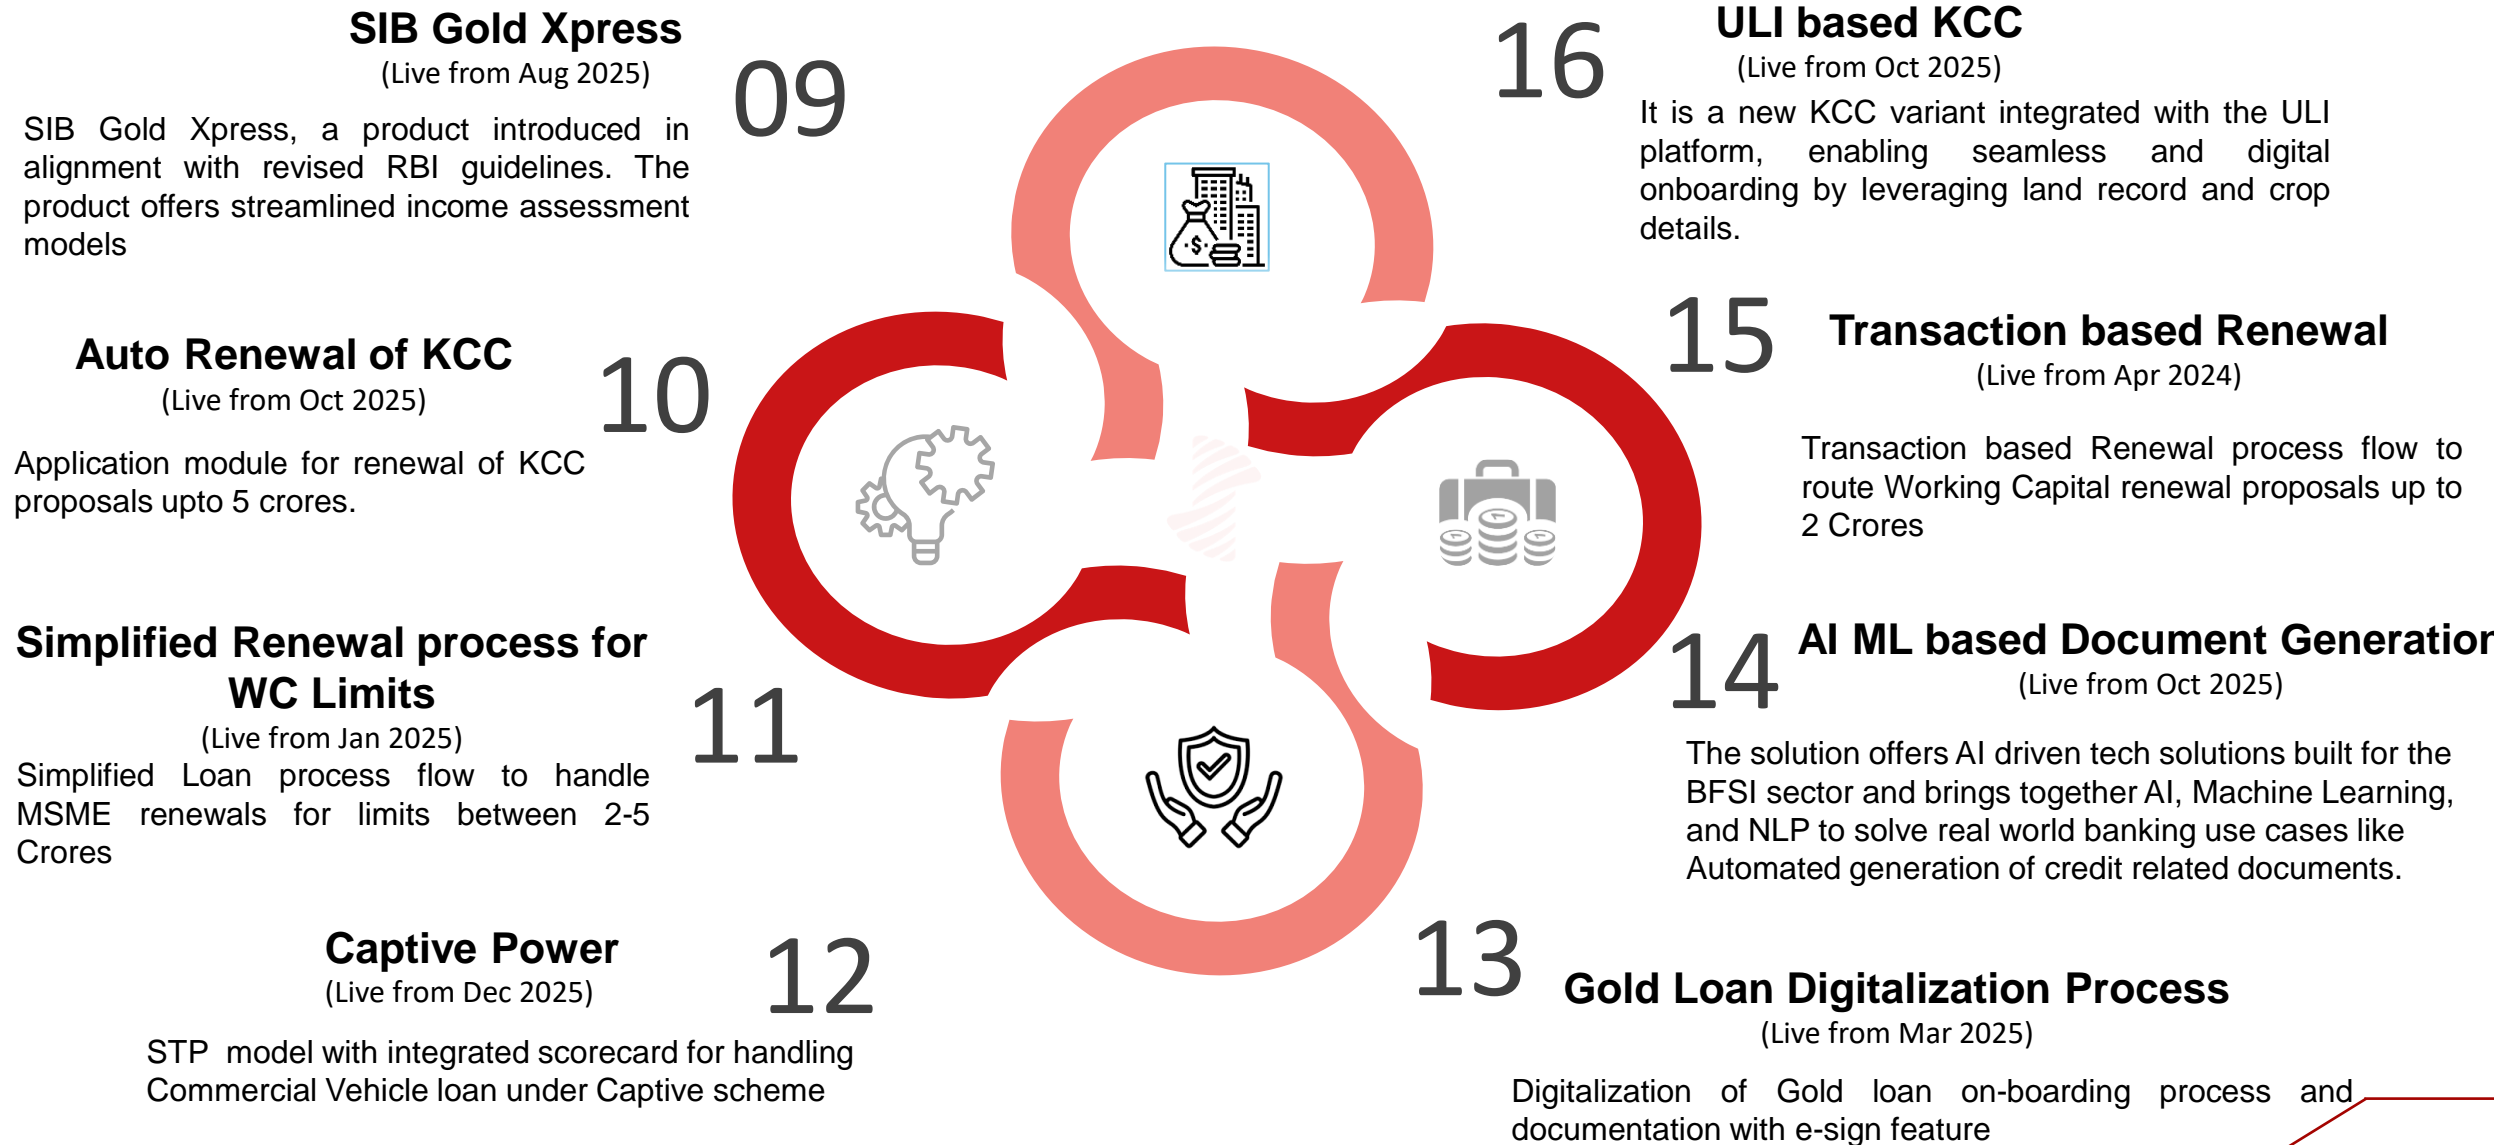 SIB Gold Xpress
(Live from Aug 2025)
09
SIB Gold Xpress, a product introduced in
alignment with revised RBI guidelines. The
product offers streamlined income assessment
models
Auto Renewal of KCC
(Live from Oct 2025)
10
Application module for renewal of KCC
proposals upto 5 crores.
Simplified Renewal process for
WC Limits
(Live from Jan 2025)
11
Simplified Loan process flow to handle
MSME renewals for limits between 2-5
Crores
Captive Power
(Live from Dec 2025)
12
STP model with integrated scorecard for handling
Commercial Vehicle loan under Captive scheme
13
Gold Loan Digitalization Process
(Live from Mar 2025)
Digitalization of Gold loan on-boarding process and
documentation with e-sign feature
14
AI ML based Document Generation
(Live from Oct 2025)
The solution offers AI driven tech solutions built for the
BFSI sector and brings together AI, Machine Learning,
and NLP to solve real world banking use cases like
Automated generation of credit related documents.
15
Transaction based Renewal
(Live from Apr 2024)
Transaction based Renewal process flow to
route Working Capital renewal proposals up to
2 Crores
16
ULI based KCC
(Live from Oct 2025)
It is a new KCC variant integrated with the ULI
platform, enabling seamless and digital
onboarding by leveraging land record and crop
details.